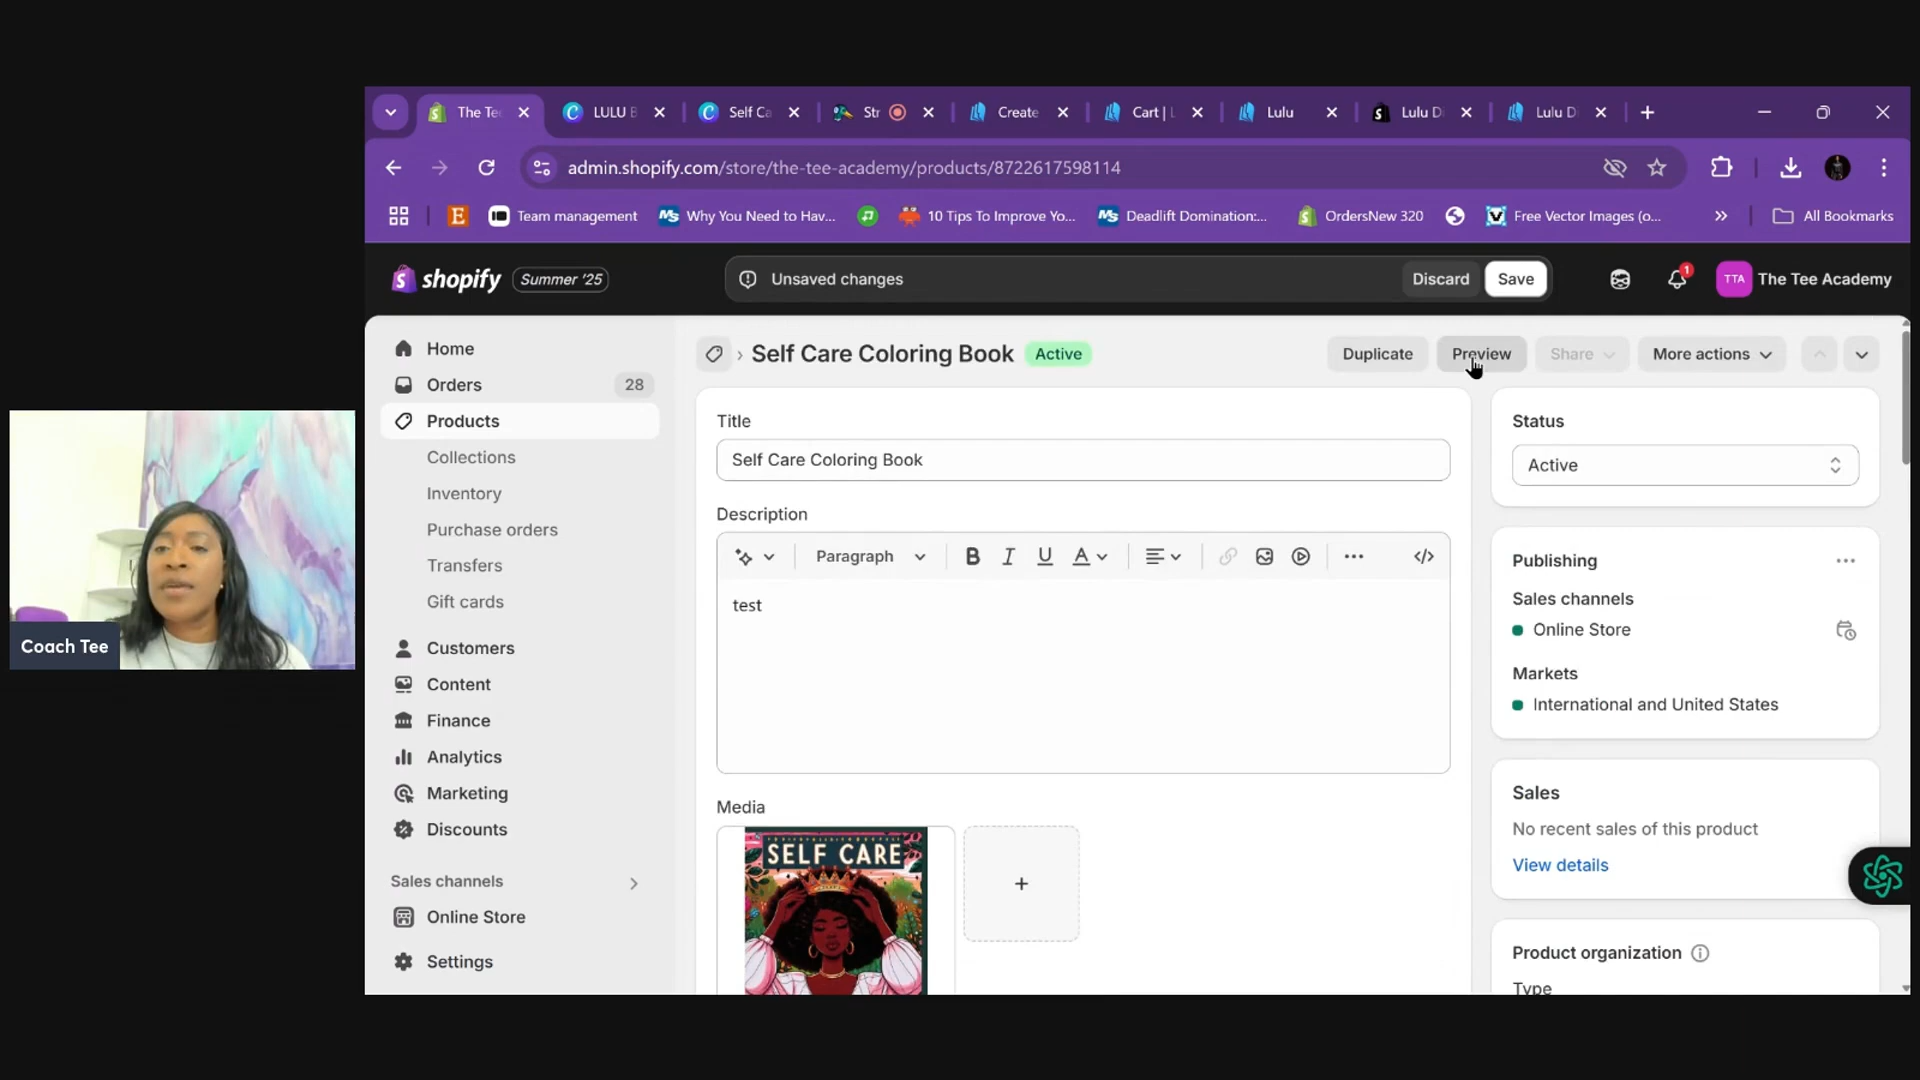 The Te
LULU B
Self Ca
Str
Create
Cart | L
Lulu
Lulu D
Lulu D
admin.shopify.com/store/the-tee-academy/products/8722617598114
Team management
Why You Need to Hav...
10 Tips To Improve Yo...
Deadlift Domination:...
OrdersNew 320
Free Vector Images (o...
All Bookmarks
shopify
Summer '25
Unsaved changes
Discard
Save
1
TTA
The Tee Academy
Home
Orders
28
Products
Collections
Inventory
Purchase orders
Transfers
Gift cards
Customers
Content
Finance
Analytics
Marketing
Discounts
Sales channels
Online Store
Settings
Self Care Coloring Book
Active
Duplicate
Preview
Share
More actions
Title
Self Care Coloring Book
Description
Paragraph
B I U A
test
Media
SELF CARE
Status
Active
Publishing
Sales channels
Online Store
Markets
International and United States
Sales
No recent sales of this product
View details
Product organization
Type
Coach Tee